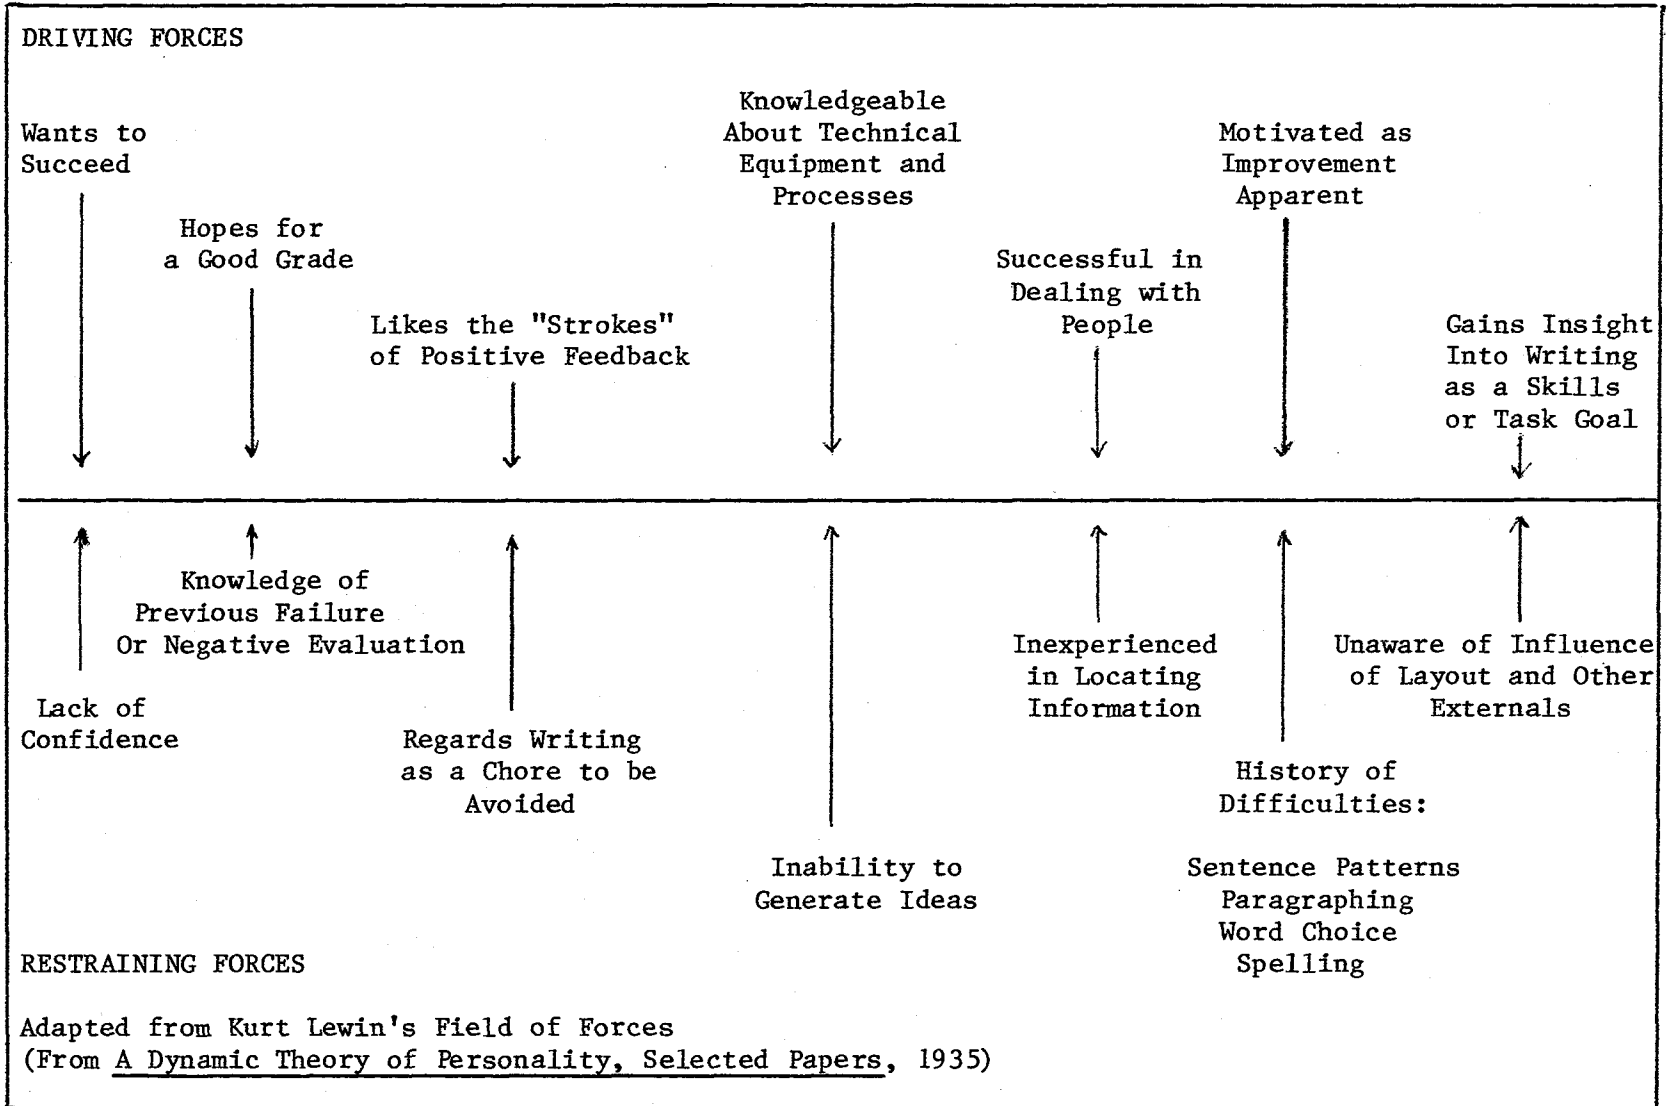 DRIVING FORCES
Wants to
Succeed
Hopes for
a Good Grade
Likes the "Strokes"
of Positive Feedback
Knowledgeable
About Technical
Equipment and
Processes
Successful in
Dealing with
People
Motivated as
Improvement
Apparent
Gains Insight
Into Writing
as a Skills
or Task Goal
Lack of
Confidence
Knowledge of
Previous Failure
Or Negative Evaluation
Regards Writing
as a Chore to be
Avoided
Inability to
Generate Ideas
Inexperienced
in Locating
Information
History of
Difficulties:
Sentence Patterns
Paragraphing
Word Choice
Spelling
Unaware of Influence
of Layout and Other
Externals
RESTRAINING FORCES
Adapted from Kurt Lewin's Field of Forces
(From A Dynamic Theory of Personality, Selected Papers, 1935)